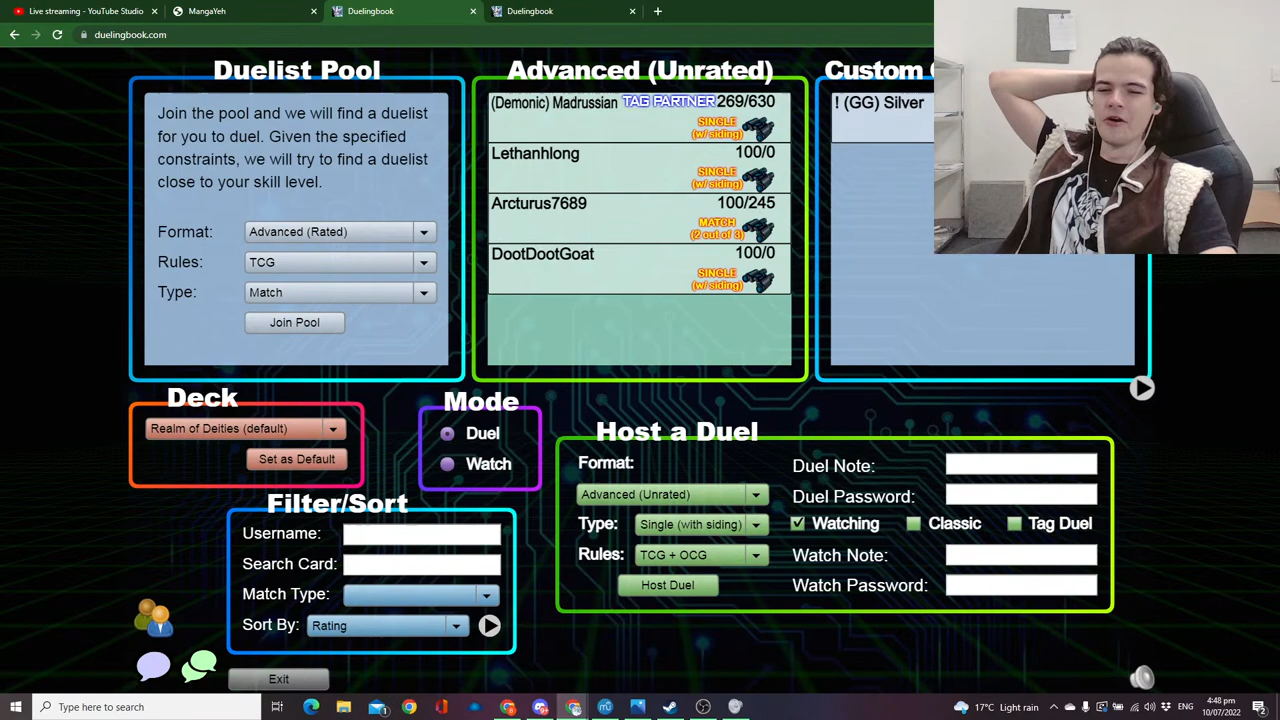 Live streaming - YouTube Studio
MangaYeh
Duelingbook
Duelingbook
duelingbook.com
Duelist Pool
Join the pool and we will find a duelist
for you to duel. Given the specified
constraints, we will try to find a duelist
close to your skill level.
Format: Advanced (Rated)
Rules: TCG
Type: Match
Join Pool
Advanced (Unrated)
(Demonic) Madrussian TAG PARTNER 269/630
SINGLE
(w/ siding)
Lethanhlong 100/0
SINGLE
(w/ siding)
Arcturus7689 100/245
MATCH
(2 out of 3)
DootDootGoat 100/0
SINGLE
(w/ siding)
Custom
! (GG) Silver
Deck
Realm of Deities (default)
Set as Default
Mode
Duel
Watch
Filter/Sort
Username:
Search Card:
Match Type:
Sort By: Rating
Host a Duel
Format:
Advanced (Unrated)
Type: Single (with siding)
Rules: TCG + OCG
Host Duel
Duel Note:
Duel Password:
Watching Classic Tag Duel
Watch Note:
Watch Password:
Exit
Type here to search
17°C Light rain
4:48 pm
10/07/2022